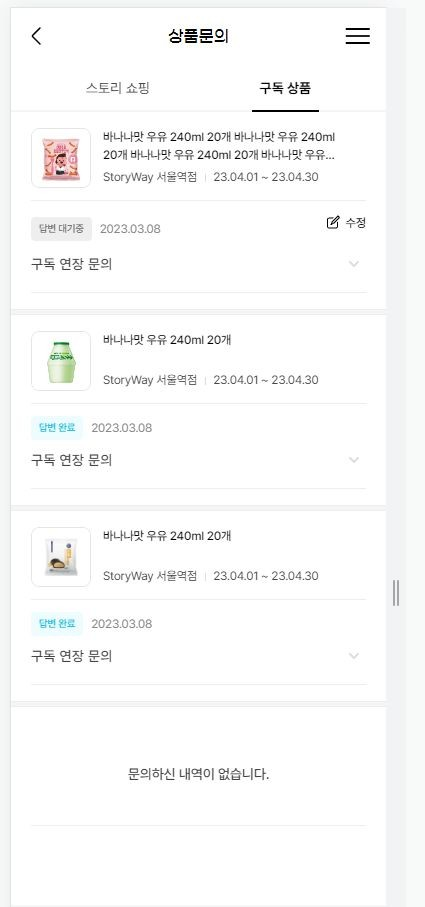 상품문의
스토리 쇼핑
구독 상품
바나나맛 우유 240ml 20개 바나나맛 우유 240ml
20개 바나나맛 우유 240ml 20개 바나나맛 우유...
StoryWay 서울역점 | 23.04.01 ~ 23.04.30
답변 대기중 2023.03.08
수정
구독 연장 문의
바나나맛 우유 240ml 20개
StoryWay 서울역점 | 23.04.01 ~ 23.04.30
답변 완료 2023.03.08
구독 연장 문의
바나나맛 우유 240ml 20개
StoryWay 서울역점 | 23.04.01 ~ 23.04.30
답변 완료 2023.03.08
구독 연장 문의
문의하신 내역이 없습니다.